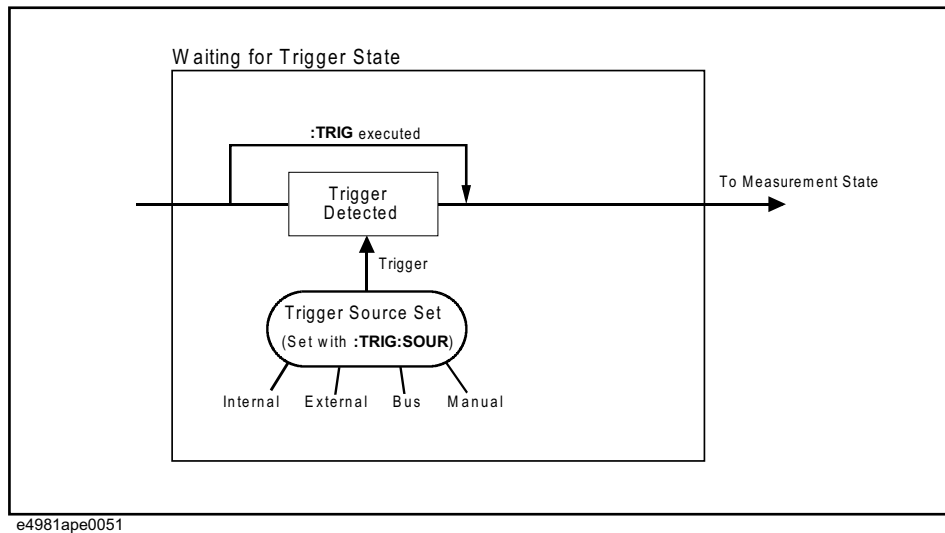 Waiting for Trigger State
:TRIG executed
Trigger
Detected
To Measurement State
Trigger
Trigger Source Set
(Set with :TRIG:SOUR)
Internal External Bus Manual
e4981ape0051